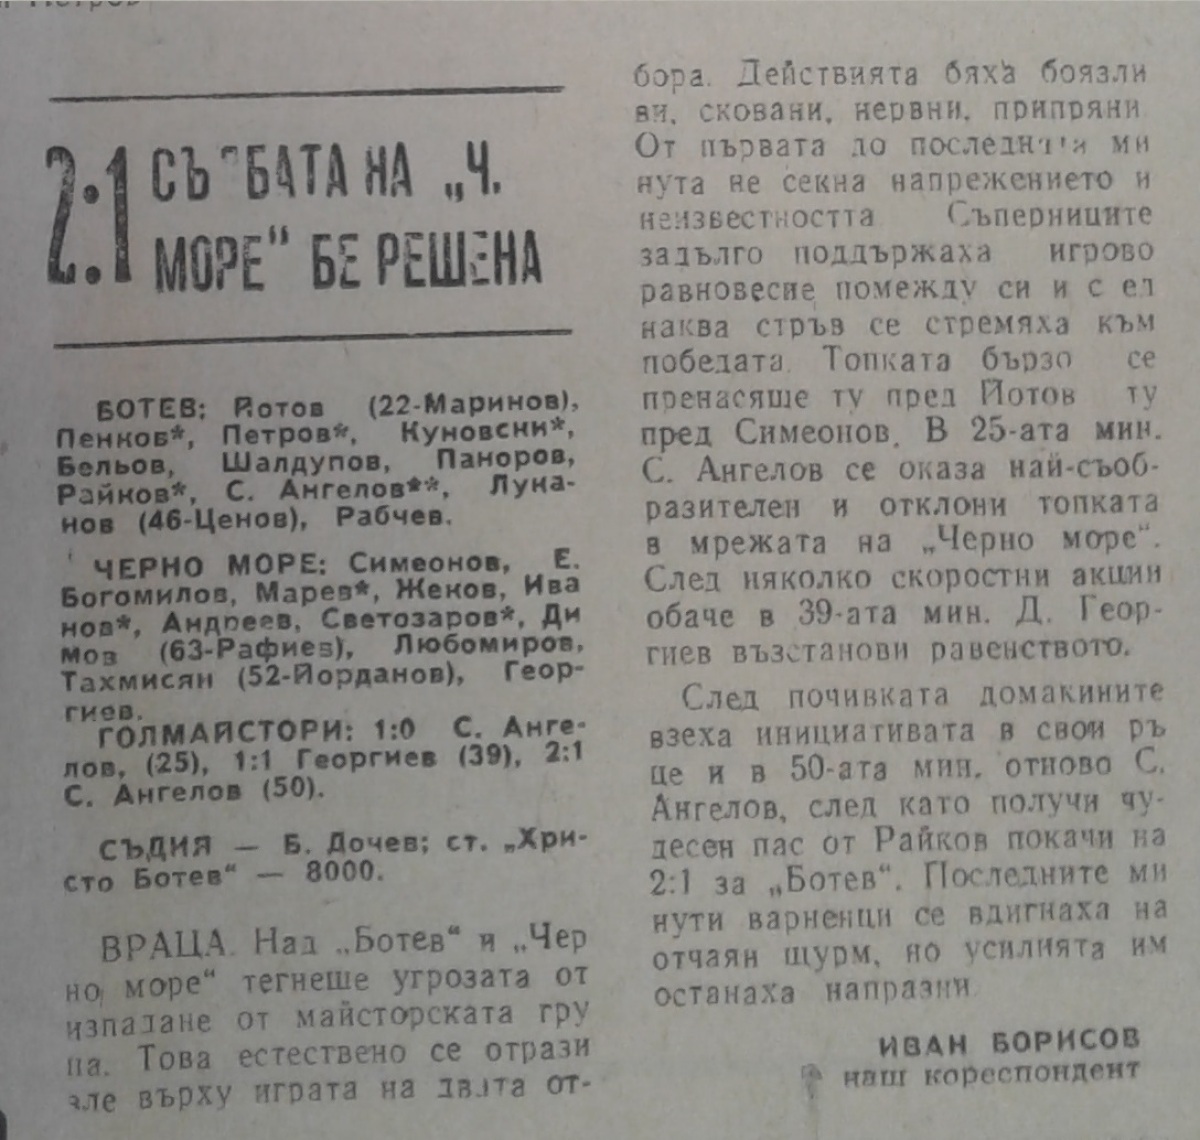 2:1 СЪДБАТА НА „Ч.
МОРЕ" БЕ РЕШЕНА
БОТЕВ: Йотов (22-Маринов),
Пенков*, Петров*, Куновски*,
Бельов, Шалдупов, Паноров,
Райков*, С. Ангелов**, Лука-
нов (46-Ценов), Рабчев.
ЧЕРНО МОРЕ: Симеонов, Е.
Богомилов, Марев*, Жеков, Ива
нов*, Андреев, Светозаров*, Ди
мов (63-Рафиев), Любомиров,
Тахмисян (52-Йорданов), Геор-
гиев.
ГОЛМАЙСТОРИ: 1:0 С. Анге-
лов, (25), 1:1 Георгиев (39), 2:1
С. Ангелов (50).
СЪДИЯ — Б. Дочев; ст. „Хри-
сто Ботев" — 8000.
ВРАЦА. Над „Ботев" и „Чер
но море" тегнеше угрозата от
изпадане от майсторската гру
па. Това естествено се отрази
зле върху играта на двата от-
бора. Действията бяха боязли
ви, сковани, нервни, припряни
От първата до последната ми
нута не секна напрежението и
неизвестността Съперниците
задълго поддържаха игрово
равновесие помежду си и с ед
наква стръв се стремяха към
победата. Топката бързо се
пренасяше ту пред Йотов ту
пред Симеонов. В 25-ата мин.
С. Ангелов се оказа най-съоб-
разителен и отклони топката
в мрежата на „Черно море".
След няколко скоростни акции
обаче в 39-ата мин. Д. Геор-
гиев възстанови равенството.
След почивката домакините
взеха инициативата в свои ръ
це и в 50-ата мин. отново С.
Ангелов, след като получи чу-
десен пас от Райков покачи на
2:1 за „Ботев". Последните ми
нути варненци се вдигнаха на
отчаян щурм, но усилията им
останаха напразни.
ИВАН БОРИСОВ
наш кореспондент